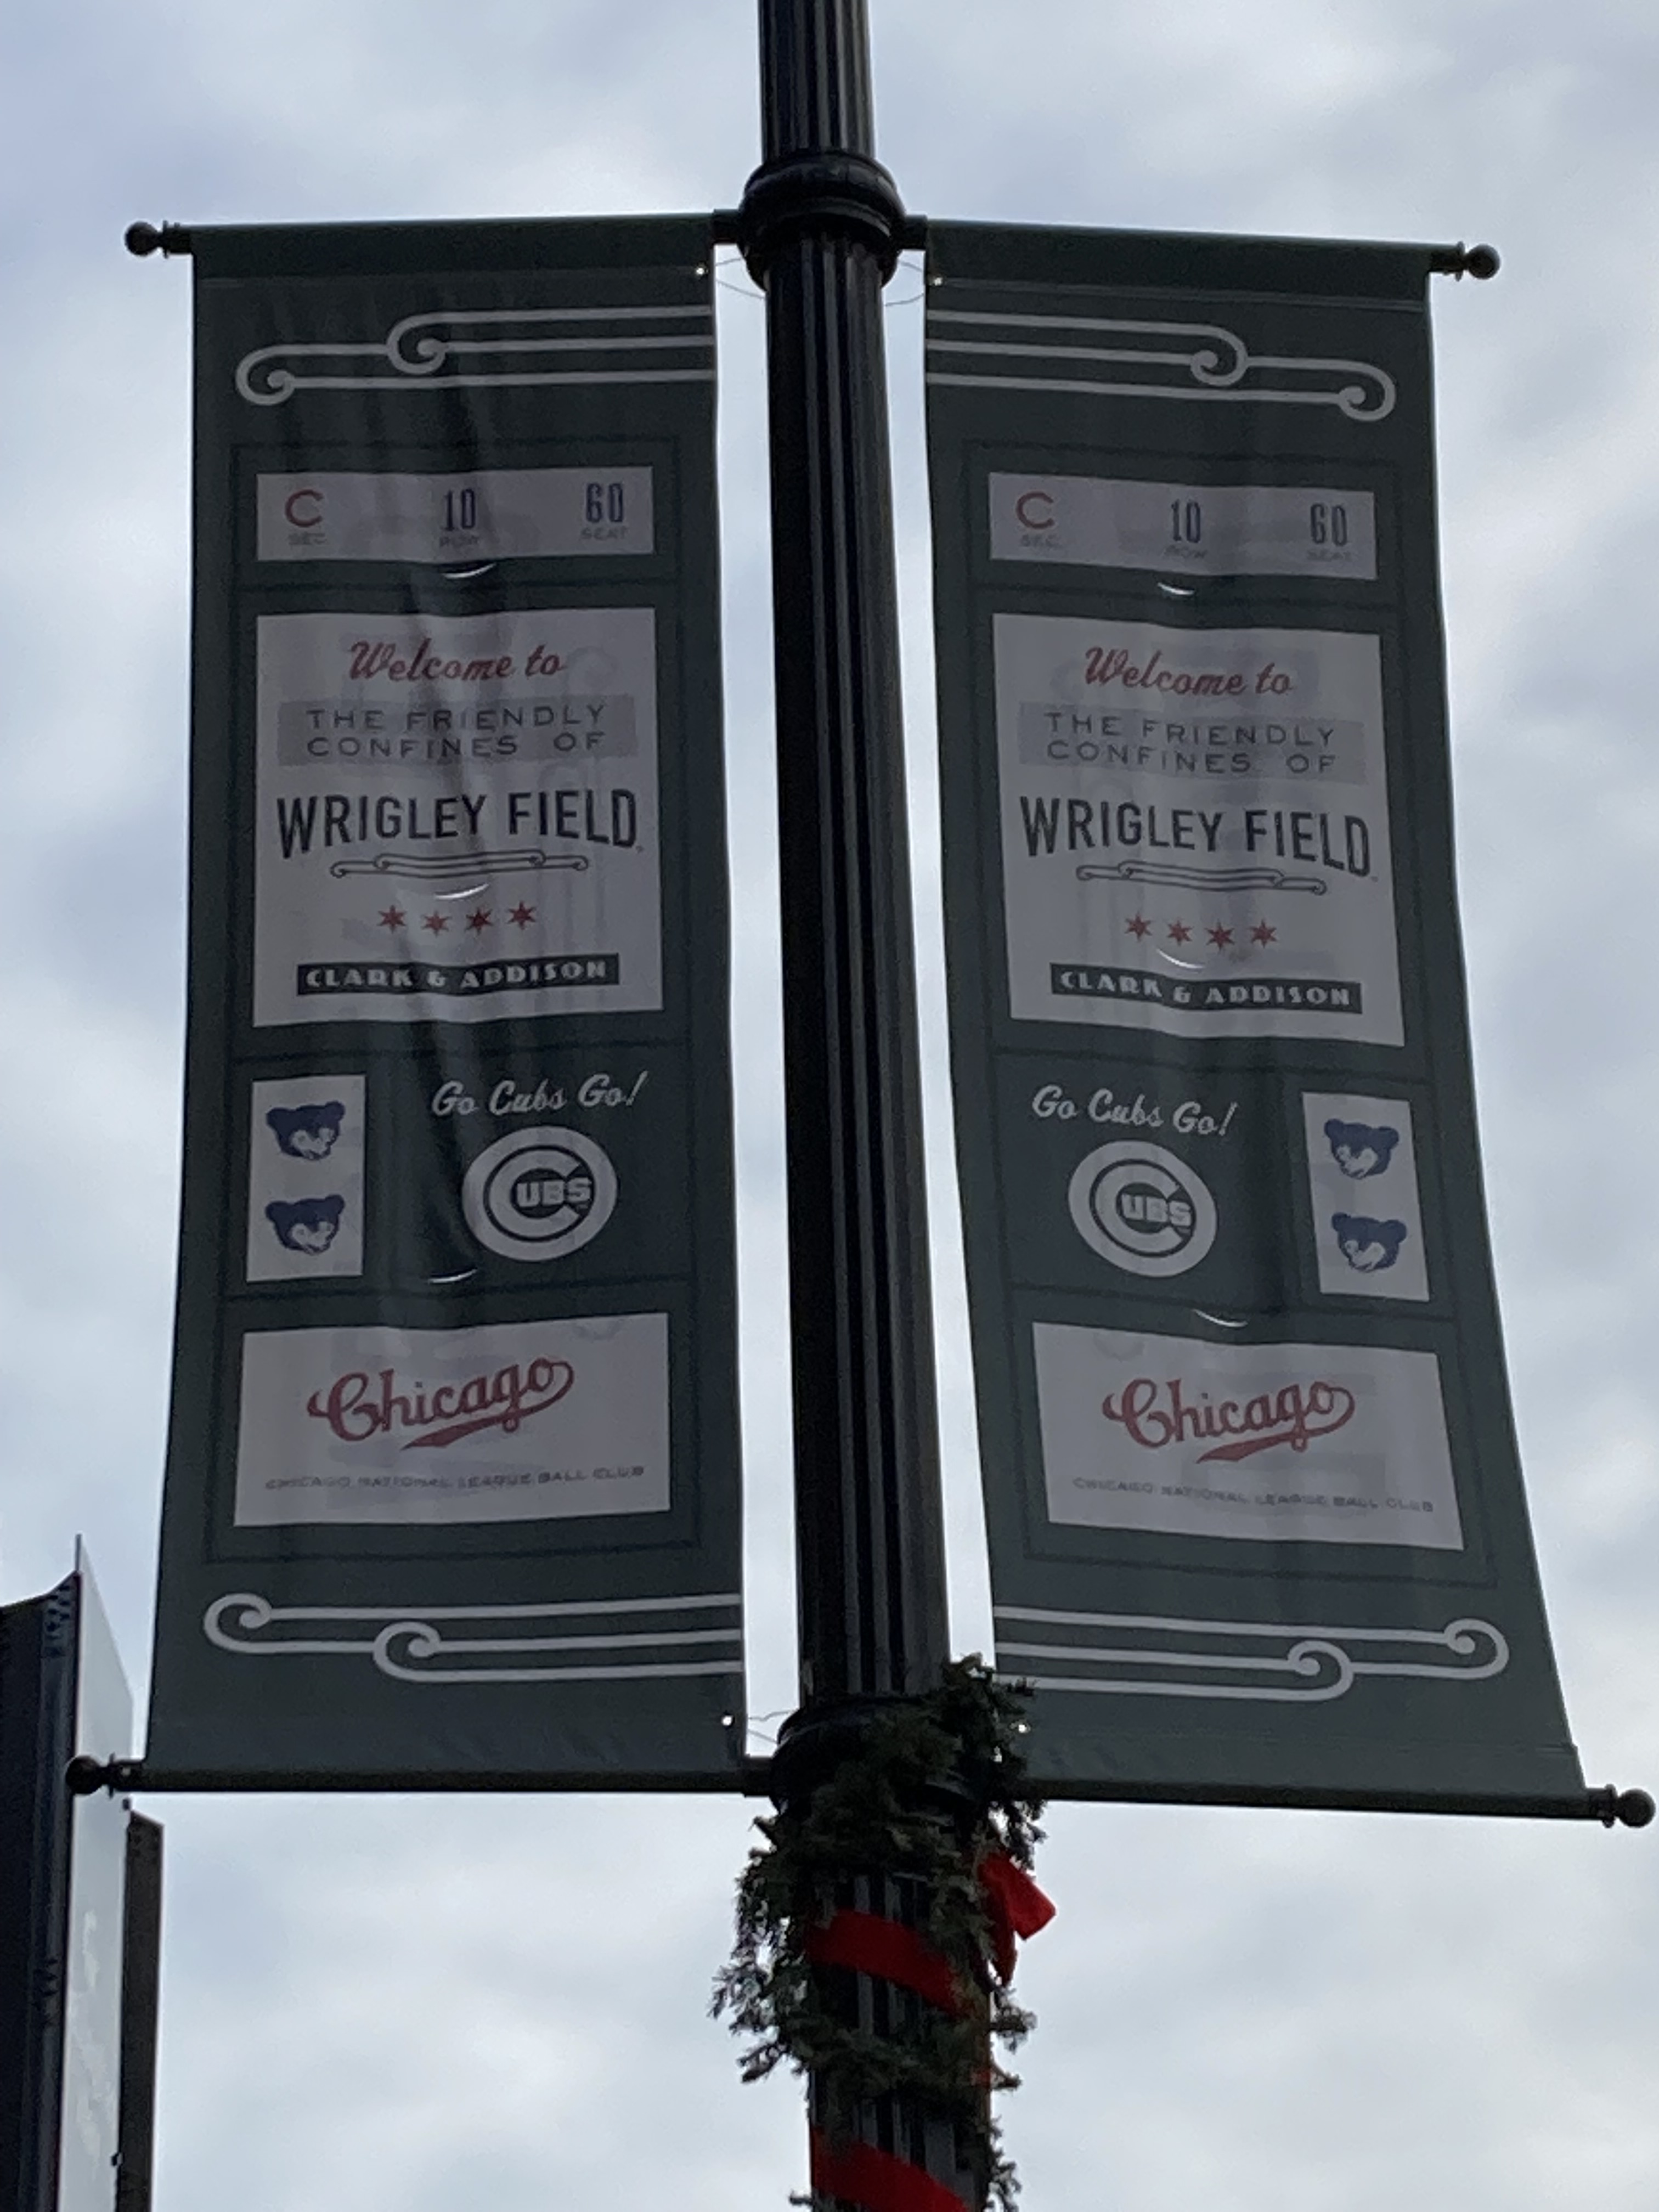 C 10 60
SEC. ROW SEAT
Welcome to
THE FRIENDLY
CONFINES OF
WRIGLEY FIELD
CLARK & ADDISON
Go Cubs Go!
CUBS
Chicago
CHICAGO NATIONAL LEAGUE BALL CLUB
C 10 60
SEC. ROW SEAT
Welcome to
THE FRIENDLY
CONFINES OF
WRIGLEY FIELD
CLARK & ADDISON
Go Cubs Go!
CUBS
Chicago
CHICAGO NATIONAL LEAGUE BALL CLUB